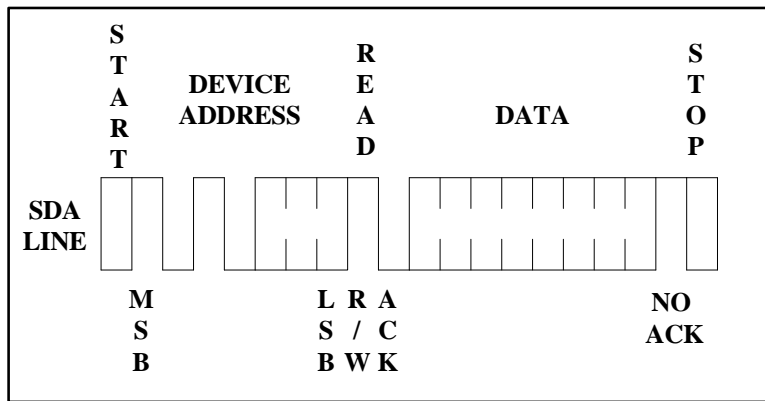 START
DEVICE
ADDRESS
READ
DATA
STOP
SDA
LINE
MSB
LSB
R/W
ACK
NO
ACK